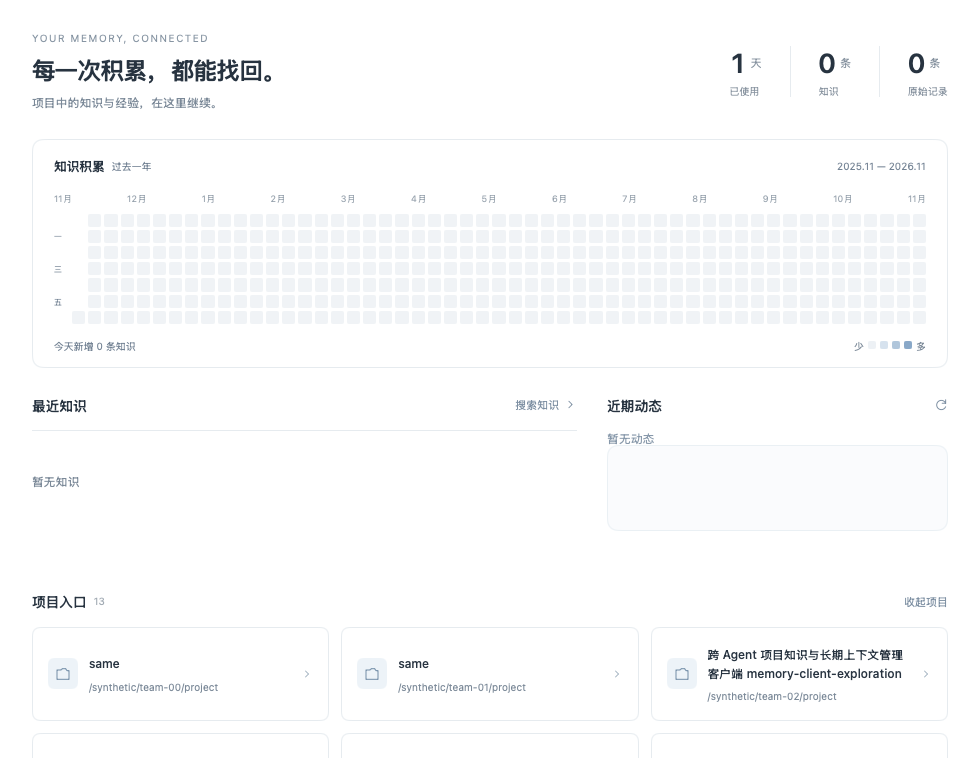 YOUR MEMORY, CONNECTED
每一次积累，都能找回。
项目中的知识与经验，在这里继续。
1 天
已使用
0 条
知识
0 条
原始记录
知识积累 过去一年
2025.11 — 2026.11
11月 12月 1月 2月 3月 4月 5月 6月 7月 8月 9月 10月 11月
一
三
五
今天新增 0 条知识
少 多
最近知识
搜索知识
暂无知识
近期动态
暂无动态
项目入口 13
收起项目
same
/synthetic/team-00/project
same
/synthetic/team-01/project
跨 Agent 项目知识与长期上下文管理
客户端 memory-client-exploration
/synthetic/team-02/project